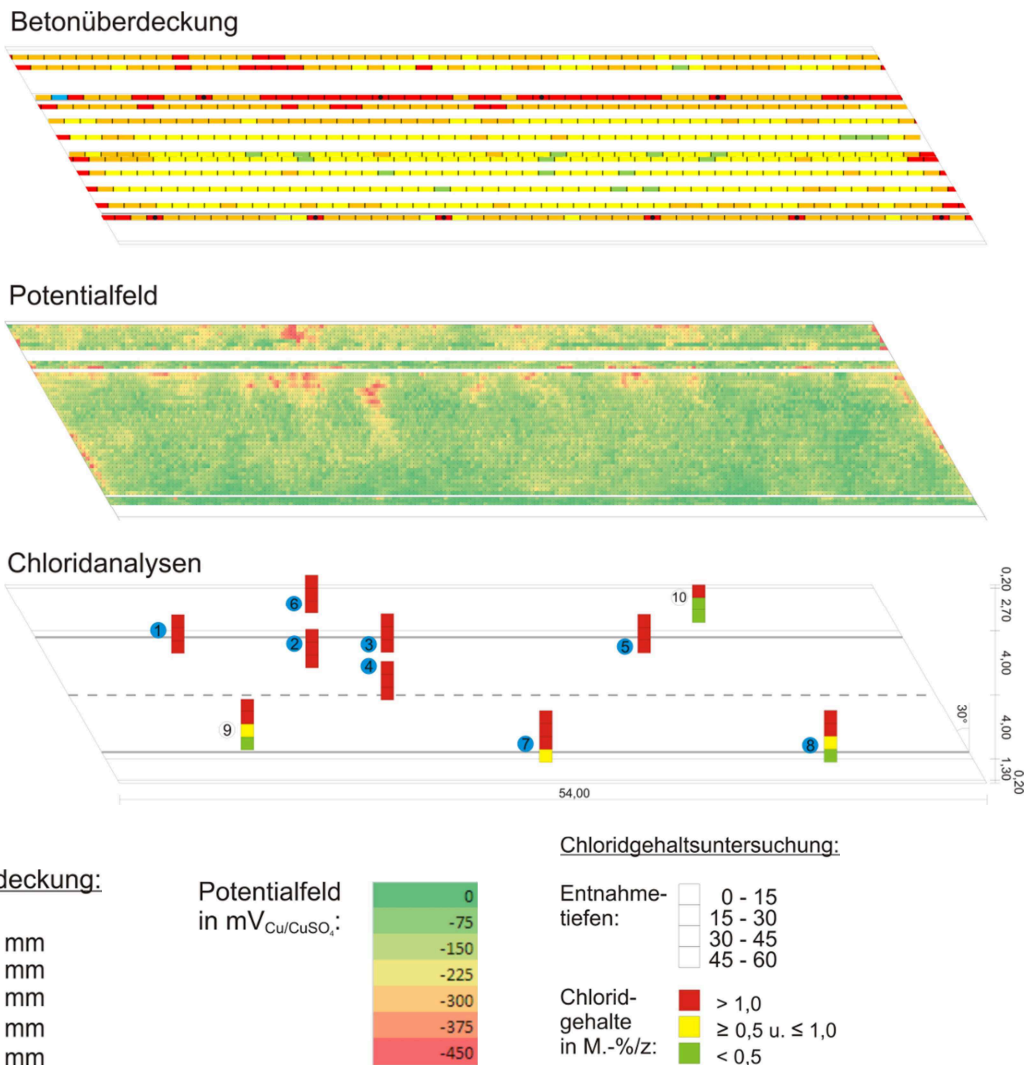 Betonüberdeckung
Potentialfeld
Chloridanalysen
6
10
1
2
3
5
4
9
7
8
0,20
2,70
4,00
4,00
1,30
0,20
30°
54,00
deckung:
mm
mm
mm
mm
mm
Potentialfeld
in mV Cu/CuSO₄:
0
-75
-150
-225
-300
-375
-450
Chloridgehaltsuntersuchung:
Entnahme-
tiefen:
0 - 15
15 - 30
30 - 45
45 - 60
Chlorid-
gehalte
in M.-%/z:
> 1,0
≥ 0,5 u. ≤ 1,0
< 0,5